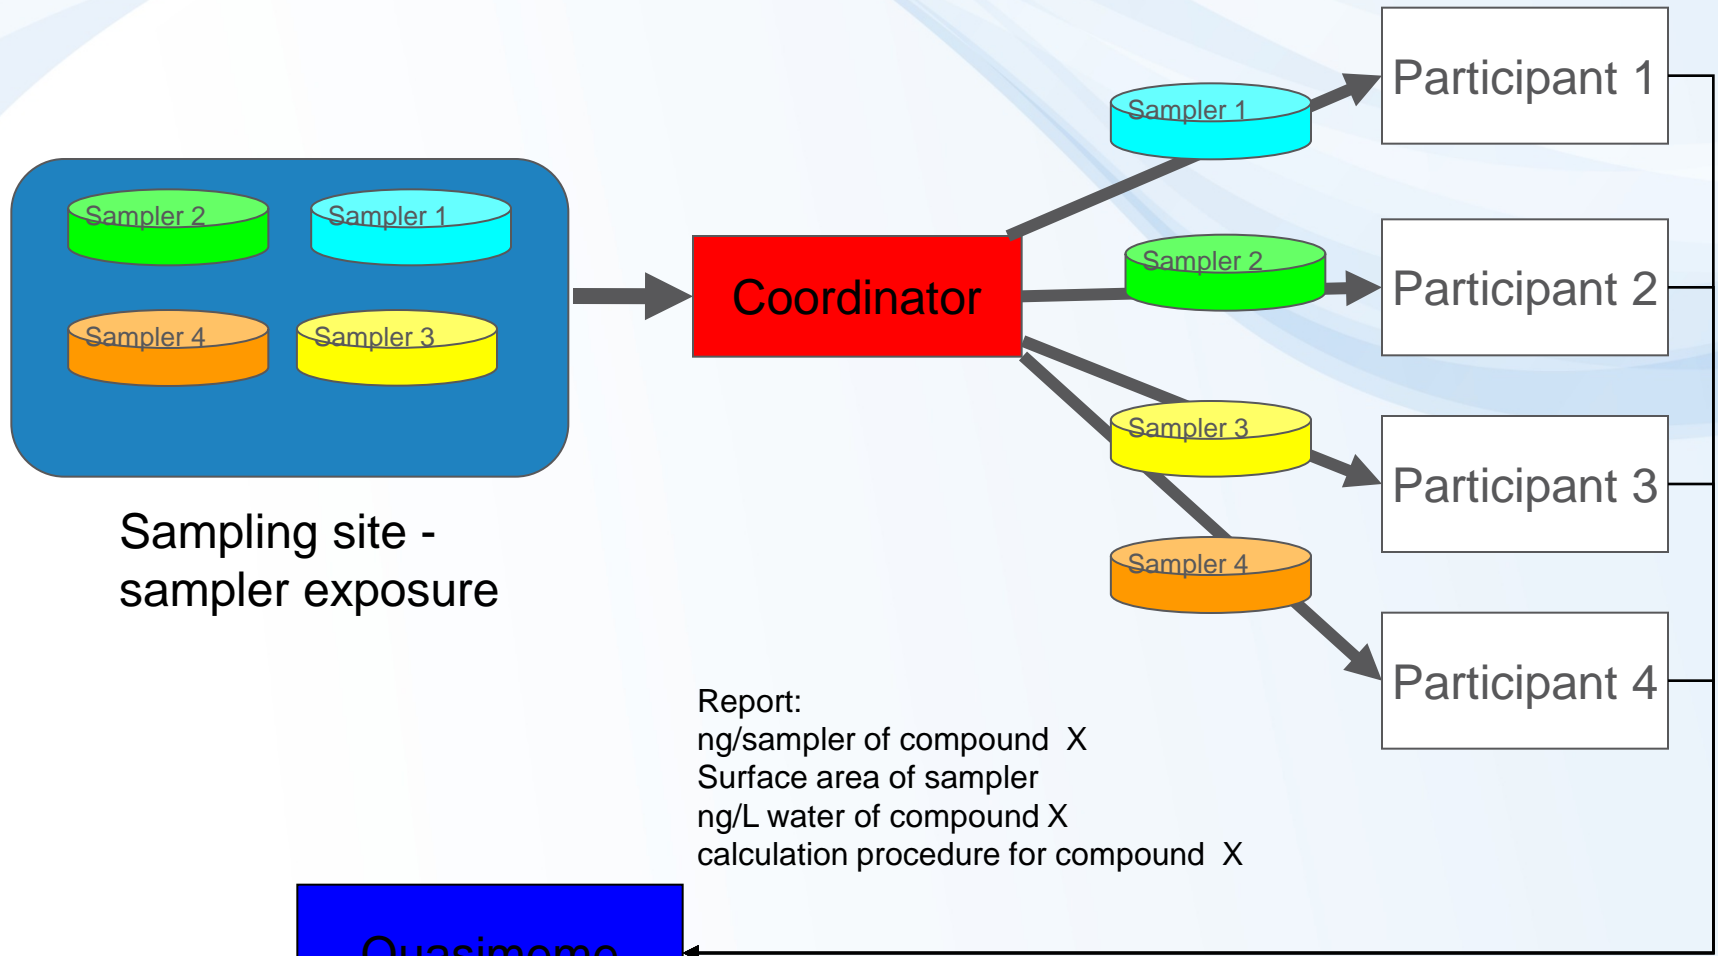 Sampler 2
Sampler 1
Sampler 4
Sampler 3
Sampling site -
sampler exposure
Coordinator
Sampler 1
Sampler 2
Sampler 3
Sampler 4
Participant 1
Participant 2
Participant 3
Participant 4
Report:
ng/sampler of compound  X
Surface area of sampler
ng/L water of compound X
calculation procedure for compound  X
Quasimeme